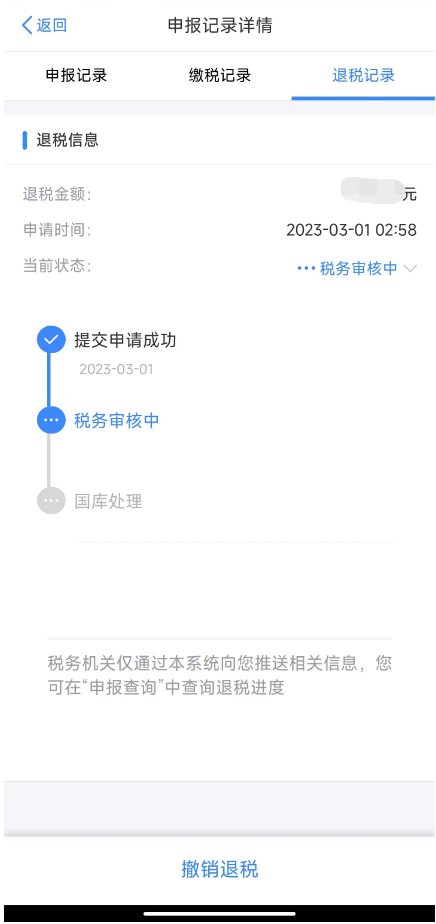 返回
申报记录详情
申报记录 缴税记录 退税记录
退税信息
退税金额: 元
申请时间: 2023-03-01 02:58
当前状态: 税务审核中
提交申请成功
2023-03-01
税务审核中
国库处理
税务机关仅通过本系统向您推送相关信息，您
可在“申报查询”中查询退税进度
撤销退税